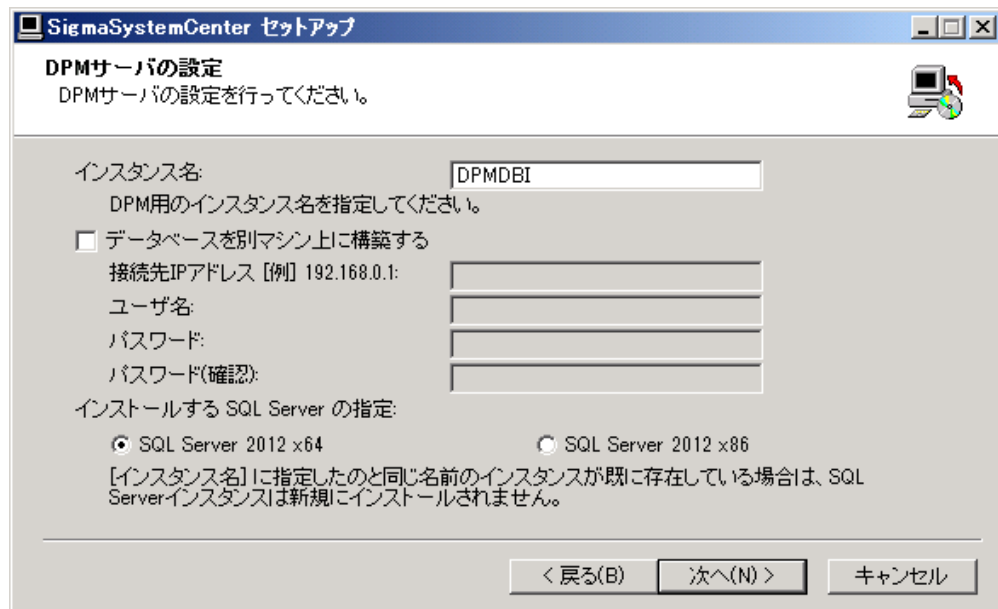 SigmaSystemCenter セットアップ
DPMサーバの設定
DPMサーバの設定を行ってください。
インスタンス名:
DPMDBI
DPM用のインスタンス名を指定してください。
データベースを別マシン上に構築する
接続先IPアドレス [例] 192.168.0.1:
ユーザ名:
パスワード:
パスワード(確認):
インストールする SQL Server の指定:
SQL Server 2012 x64
SQL Server 2012 x86
[インスタンス名] に指定したのと同じ名前のインスタンスが既に存在している場合は、SQL
Serverインスタンスは新規にインストールされません。
< 戻る(B)
次へ(N) >
キャンセル